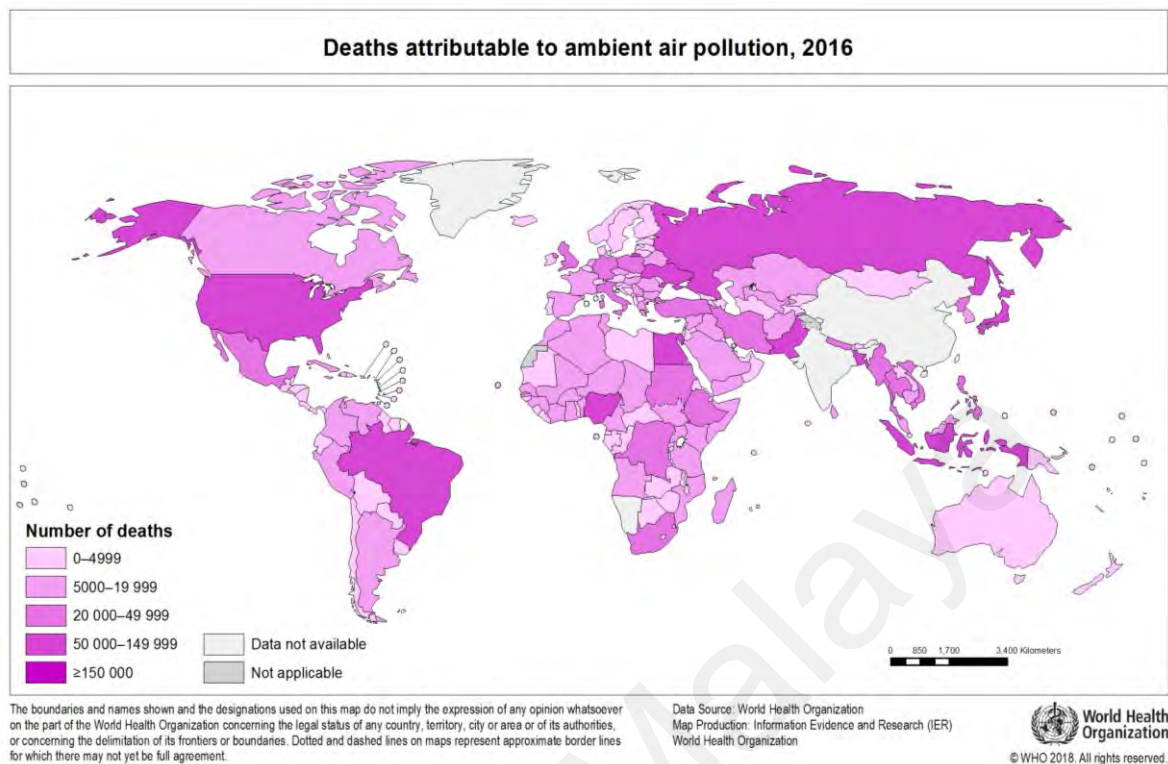 Deaths attributable to ambient air pollution, 2016
Number of deaths
0–4999
5000–19 999
20 000–49 999
50 000–149 999
≥150 000
Data not available
Not applicable
0 850 1,700 3,400 Kilometers
Malaya
The boundaries and names shown and the designations used on this map do not imply the expression of any opinion whatsoever
on the part of the World Health Organization concerning the legal status of any country, territory, city or area or of its authorities,
or concerning the delimitation of its frontiers or boundaries. Dotted and dashed lines on maps represent approximate border lines
for which there may not yet be full agreement.
Data Source: World Health Organization
Map Production: Information Evidence and Research (IER)
World Health Organization
World Health
Organization
© WHO 2018. All rights reserved.